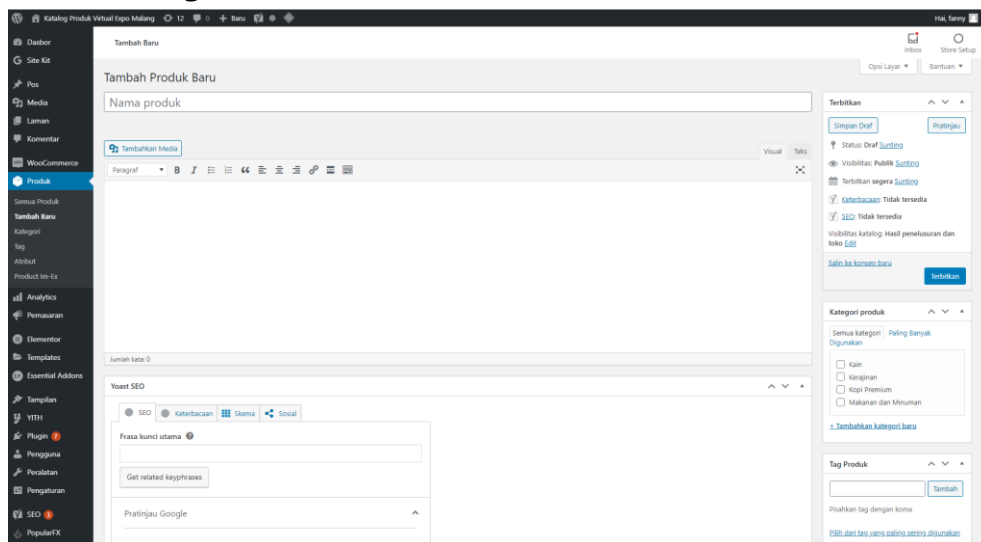 Katalog Produk Virtual Expo Malang 12 0 + Baru
Hai, fanny
Dasbor
Site Kit
Pos
Media
Laman
Komentar
WooCommerce
Produk
Semua Produk
Tambah Baru
Kategori
Tag
Atribut
Product Im-Ex
Analytics
Pemasaran
Elementor
Templates
Essential Addons
Tampilan
YITH
Plugin 7
Pengguna
Peralatan
Pengaturan
SEO
PopularFX
Tambah Baru
Inbox
Store Setup
Opsi Layar
Bantuan
Tambah Produk Baru
Nama produk
Tambahkan Media
Visual Teks
Paragraf
Jumlah kata: 0
Yoast SEO
SEO Keterbacaan Skema Sosial
Frasa kunci utama
Get related keyphrases
Pratinjau Google
Terbitkan
Simpan Draf
Pratinjau
Status: Draf Sunting
Visibilitas: Publik Sunting
Terbitkan segera Sunting
Keterbacaan: Tidak tersedia
SEO: Tidak tersedia
Visibilitas katalog: Hasil penelusuran dan
toko Edit
Salin ke konsep baru
Terbitkan
Kategori produk
Semua kategori Paling Banyak
Digunakan
Kain
Kerajinan
Kopi Premium
Makanan dan Minuman
+ Tambahkan kategori baru
Tag Produk
Tambah
Pisahkan tag dengan koma
Pilih dari tag yang paling sering digunakan